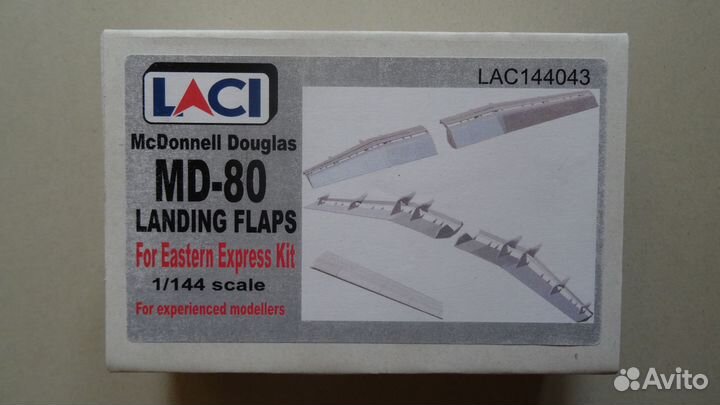 LACI
LAC144043
McDonnell Douglas
MD-80
LANDING FLAPS
For Eastern Express Kit
1/144 scale
For experienced modellers
Avito